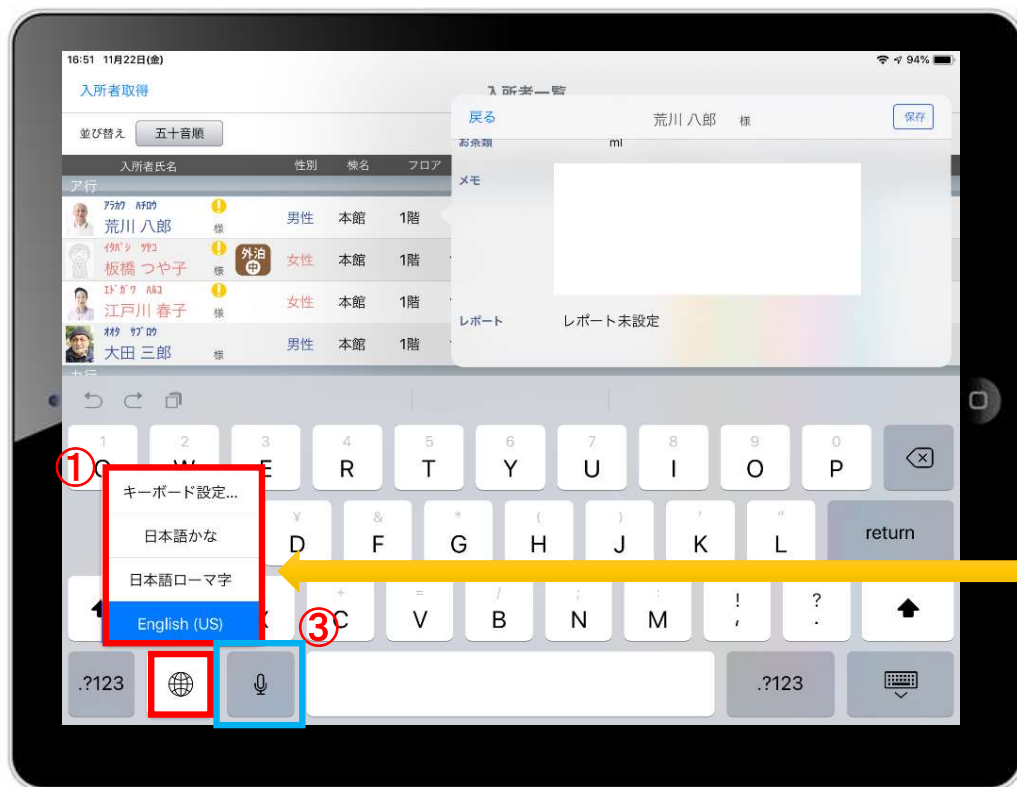 16:51 11月22日(金)
94%
入所者取得
入所者一覧
並び替え 五十音順
入所者氏名 性別 棟名 フロア
ア行
アラカワ ハチロウ
荒川 八郎 様 男性 本館 1階
イタバシ ツヤコ
板橋 つや子 様 外泊中 女性 本館 1階
エドガワ ハルコ
江戸川 春子 様 女性 本館 1階
オオタ サブロウ
大田 三郎 様 男性 本館 1階
カ行
戻る 荒川 八郎 様 保存
お茶類 ml
メモ
レポート レポート未設定
1 2 3 4 5 6 7 8 9 0
Q W E R T Y U I O P
①
キーボード設定...
日本語かな
日本語ローマ字
English (US)
¥ & * ( ) ' "
D F G H J K L return
+ = / ; : ! ?
X C V B N M , .
③
.?123 .?123